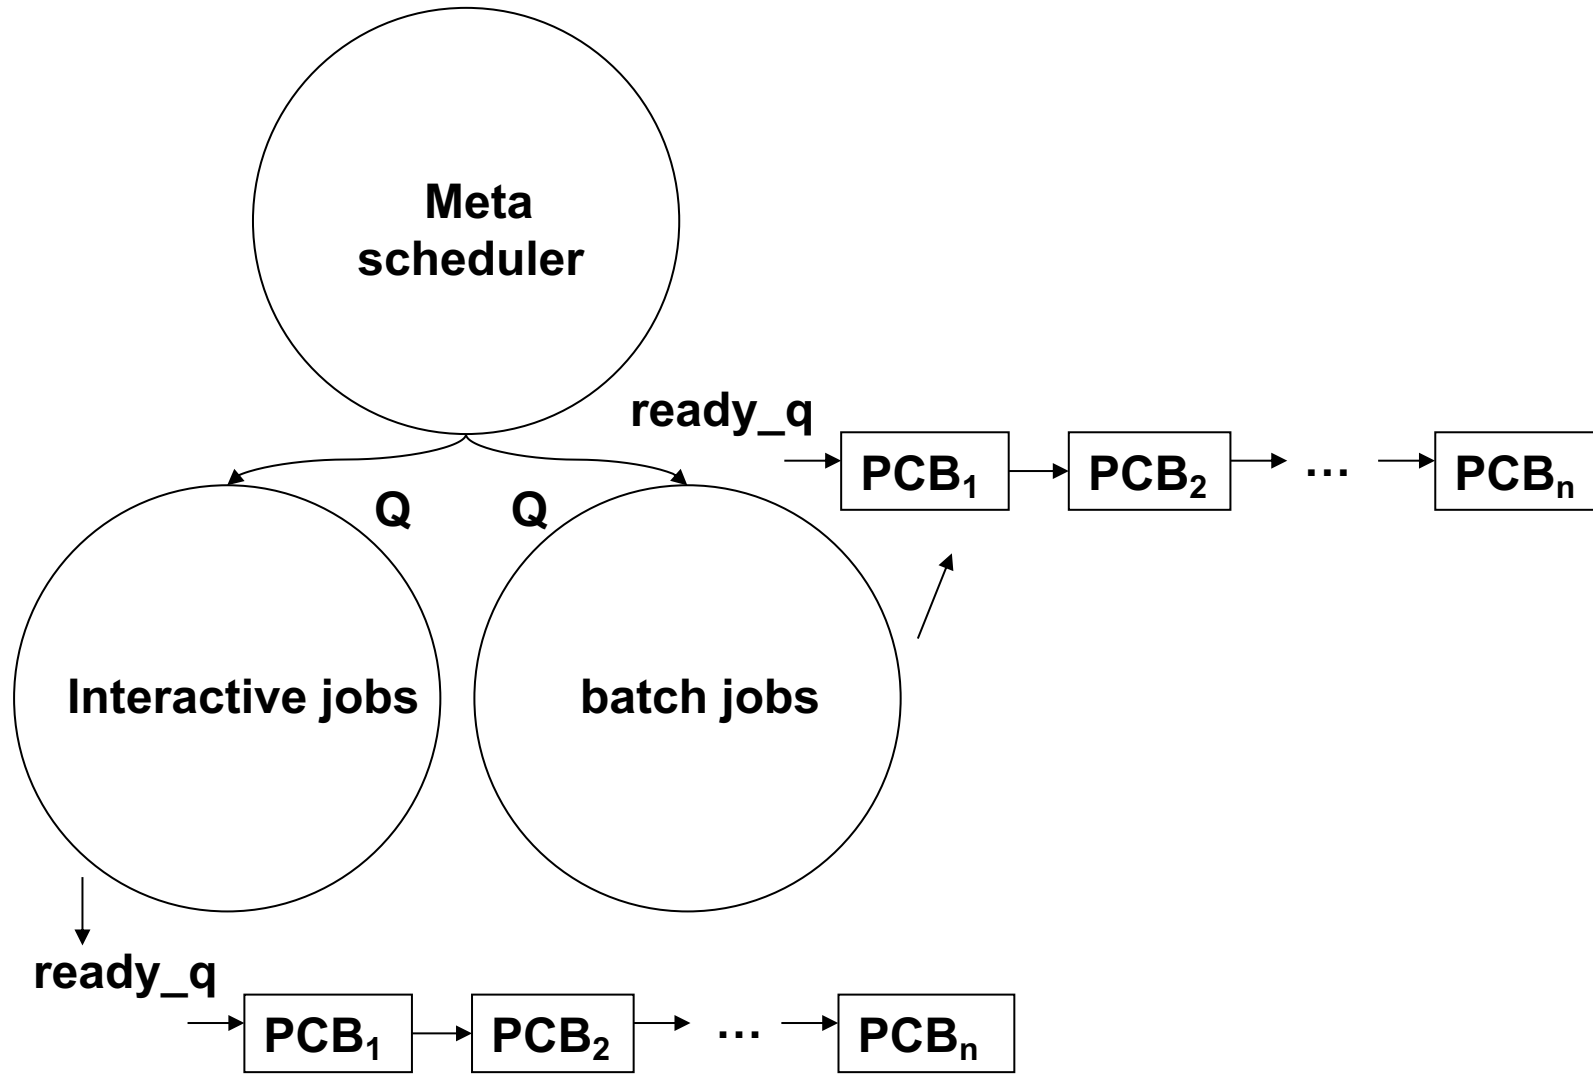 Meta
scheduler
ready_q
PCB₁ PCB₂ ... PCBₙ
Q Q
Interactive jobs batch jobs
ready_q
PCB₁ PCB₂ ... PCBₙ